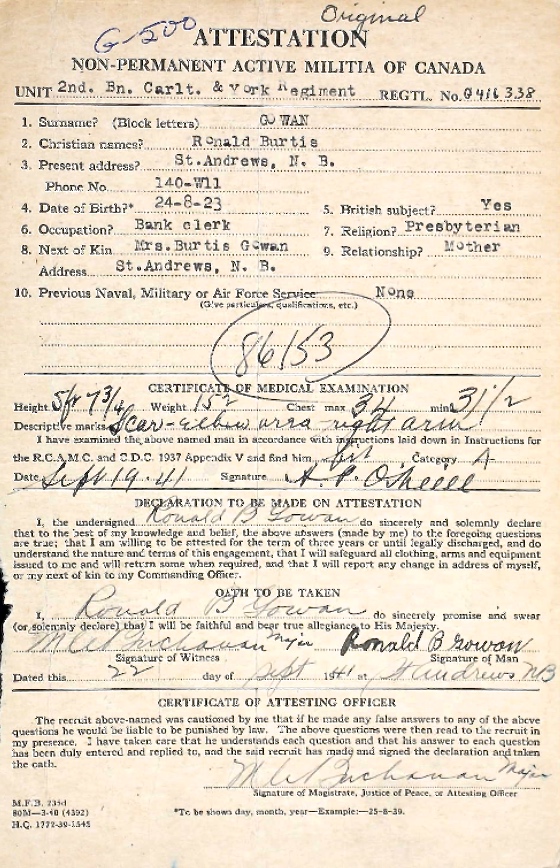 Original
G-500
ATTESTATION
NON-PERMANENT ACTIVE MILITIA OF CANADA
UNIT 2nd. Bn. Carlt. & York Regiment REGTL. No. G416338
1. Surname? (Block letters) GOWAN
2. Christian names? Ronald Burtis
3. Present address? St.Andrews, N. B.
Phone No. 140-W11
4. Date of Birth?* 24-8-23 5. British subject? Yes
6. Occupation? Bank clerk 7. Religion? Presbyterian
8. Next of Kin Mrs.Burtis Gowan 9. Relationship? Mother
Address St.Andrews, N. B.
10. Previous Naval, Military or Air Force Service None
(Give particulars, qualifications, etc.)
86153
CERTIFICATE OF MEDICAL EXAMINATION
Height 5ft 7 3/4 Weight 152 Chest max 34 min 31 1/2
Descriptive marks Scar-Elbow area right arm
I have examined the above named man in accordance with instructions laid down in Instructions for
the R.C.A.M.C. and C.D.C. 1937 Appendix V and find him fit Category A
Date Sept 19-41 Signature
DECLARATION TO BE MADE ON ATTESTATION
I, the undersigned Ronald B Gowan do sincerely and solemnly declare
that to the best of my knowledge and belief, the above answers (made by me) to the foregoing questions
are true; that I am willing to be attested for the term of three years or until legally discharged, and do
understand the nature and terms of this engagement, that I will safeguard all clothing, arms and equipment
issued to me and will return some when required, and that I will report any change in address of myself,
or my next of kin to my Commanding Officer.
OATH TO BE TAKEN
I, Ronald B Gowan do sincerely promise and swear
(or solemnly declare) that I will be faithful and bear true allegiance to His Majesty.
Buchanan Major Ronald B Gowan
Signature of Witness Signature of Man
Dated this 22 day of Sept 1941 at St Andrews NB
CERTIFICATE OF ATTESTING OFFICER
The recruit above-named was cautioned by me that if he made any false answers to any of the above
questions he would be liable to be punished by law. The above questions were then read to the recruit in
my presence. I have taken care that he understands each question and that his answer to each question
has been duly entered and replied to, and the said recruit has made and signed the declaration and taken
the oath.
Buchanan Major
Signature of Magistrate, Justice of Peace, or Attesting Officer
M.F.B. 235d
80M—3-40 (4392) *To be shown day, month, year—Example:—25-8-39.
H.Q. 1772-39-1545